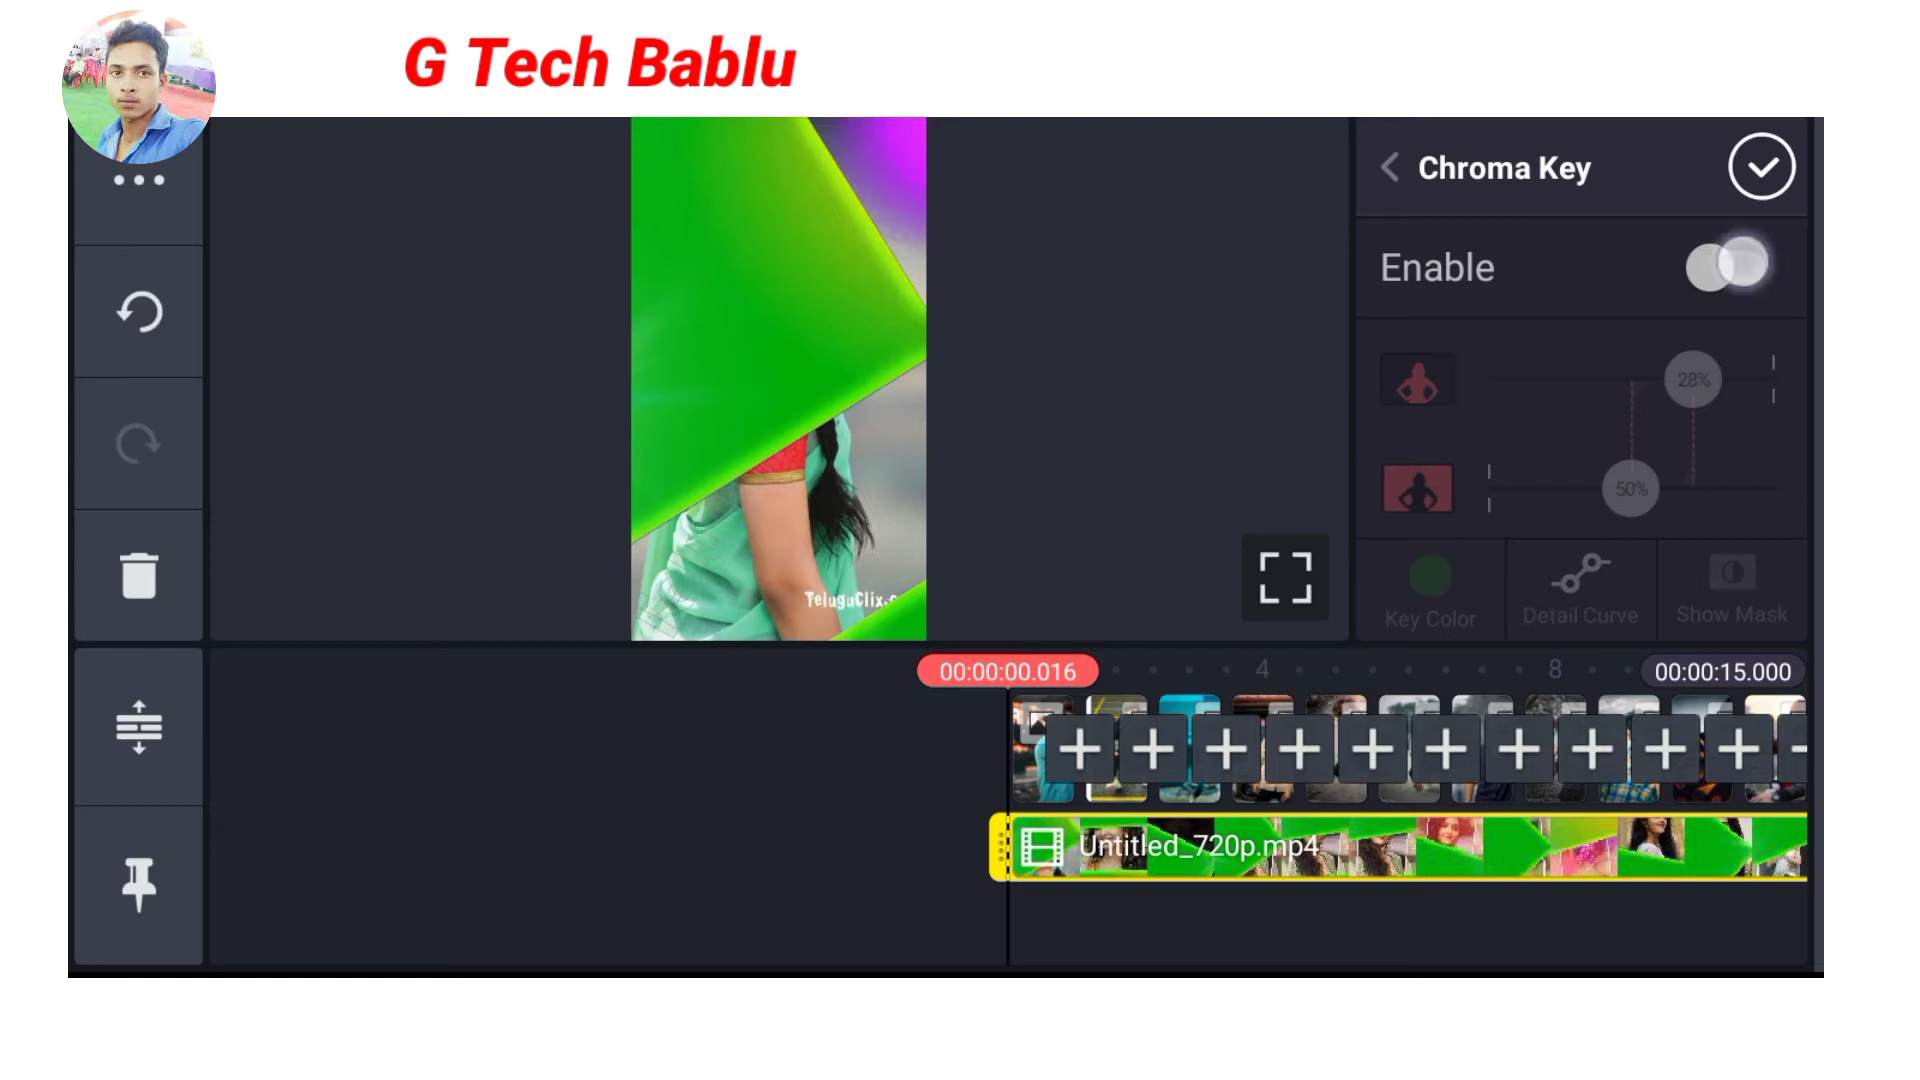 G Tech Bablu
Chroma Key
Enable
28%
50%
Key Color
Detail Curve
Show Mask
TeluguClix.c
00:00:00.016
4
8
00:00:15.000
Untitled_720p.mp4